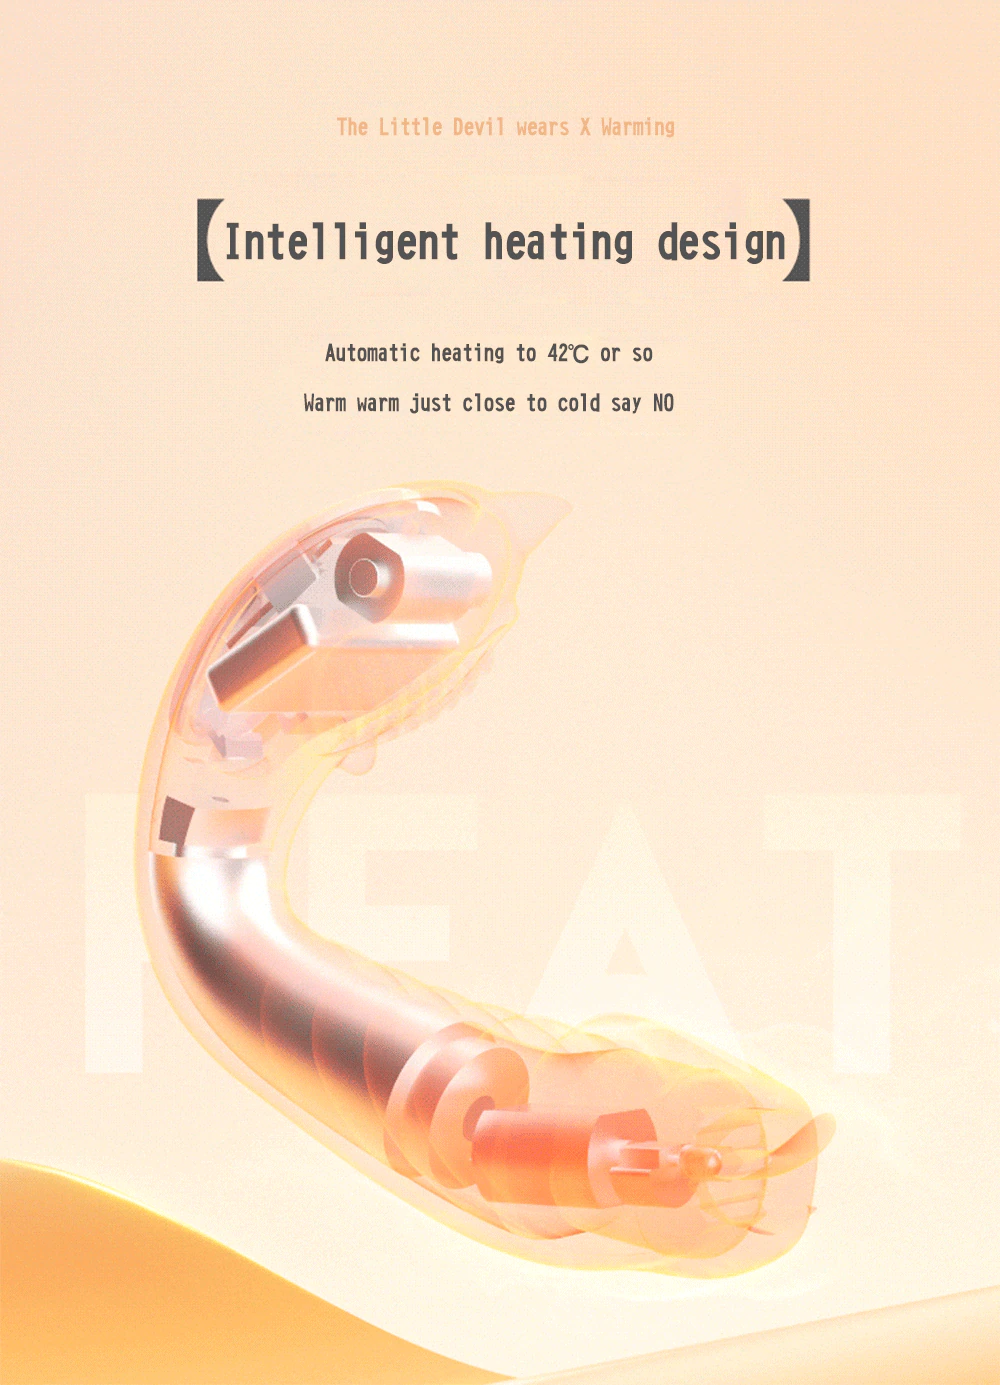 The Little Devil wears X Warming
【Intelligent heating design】
Automatic heating to 42℃ or so
Warm warm just close to cold say NO
HEAT